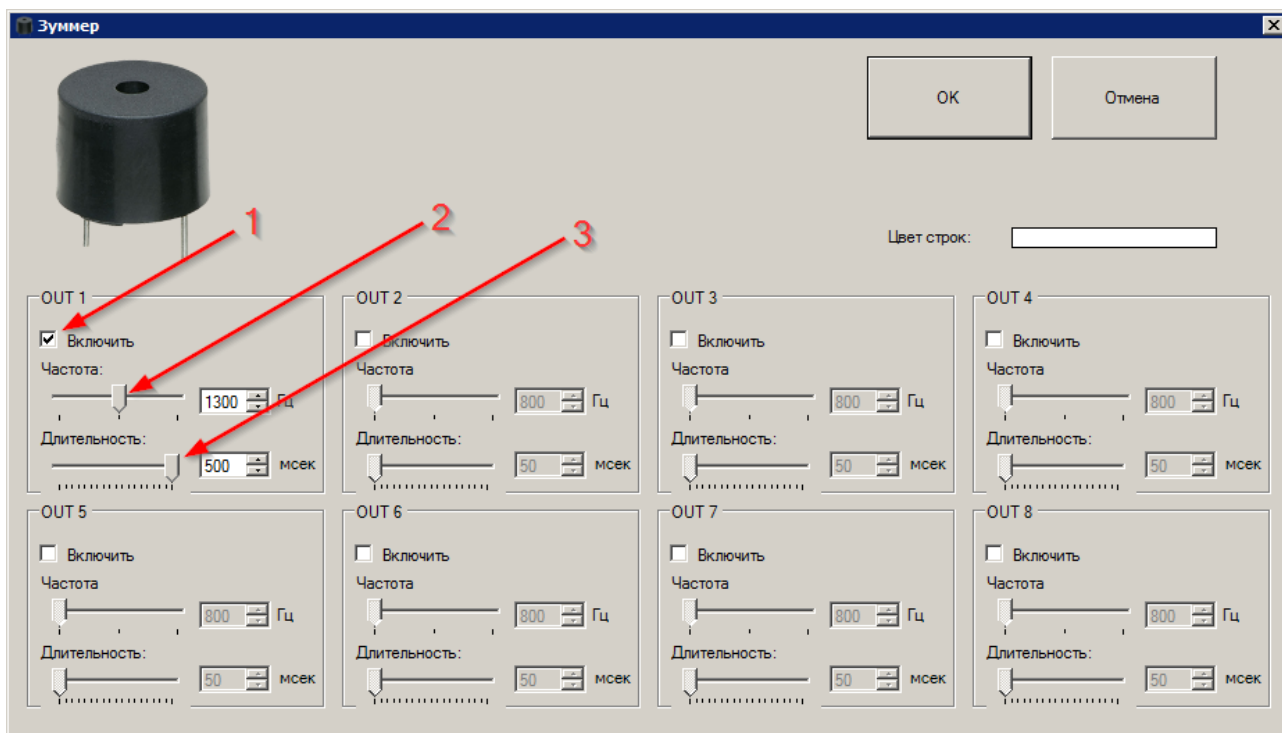 Зуммер
OK
Отмена
1
2
3
Цвет строк:
OUT 1
Включить
Частота:
1300 Гц
Длительность:
500 мсек
OUT 2
Включить
Частота
800 Гц
Длительность:
50 мсек
OUT 3
Включить
Частота
800 Гц
Длительность:
50 мсек
OUT 4
Включить
Частота
800 Гц
Длительность:
50 мсек
OUT 5
Включить
Частота
800 Гц
Длительность:
50 мсек
OUT 6
Включить
Частота
800 Гц
Длительность:
50 мсек
OUT 7
Включить
Частота
800 Гц
Длительность:
50 мсек
OUT 8
Включить
Частота
800 Гц
Длительность:
50 мсек